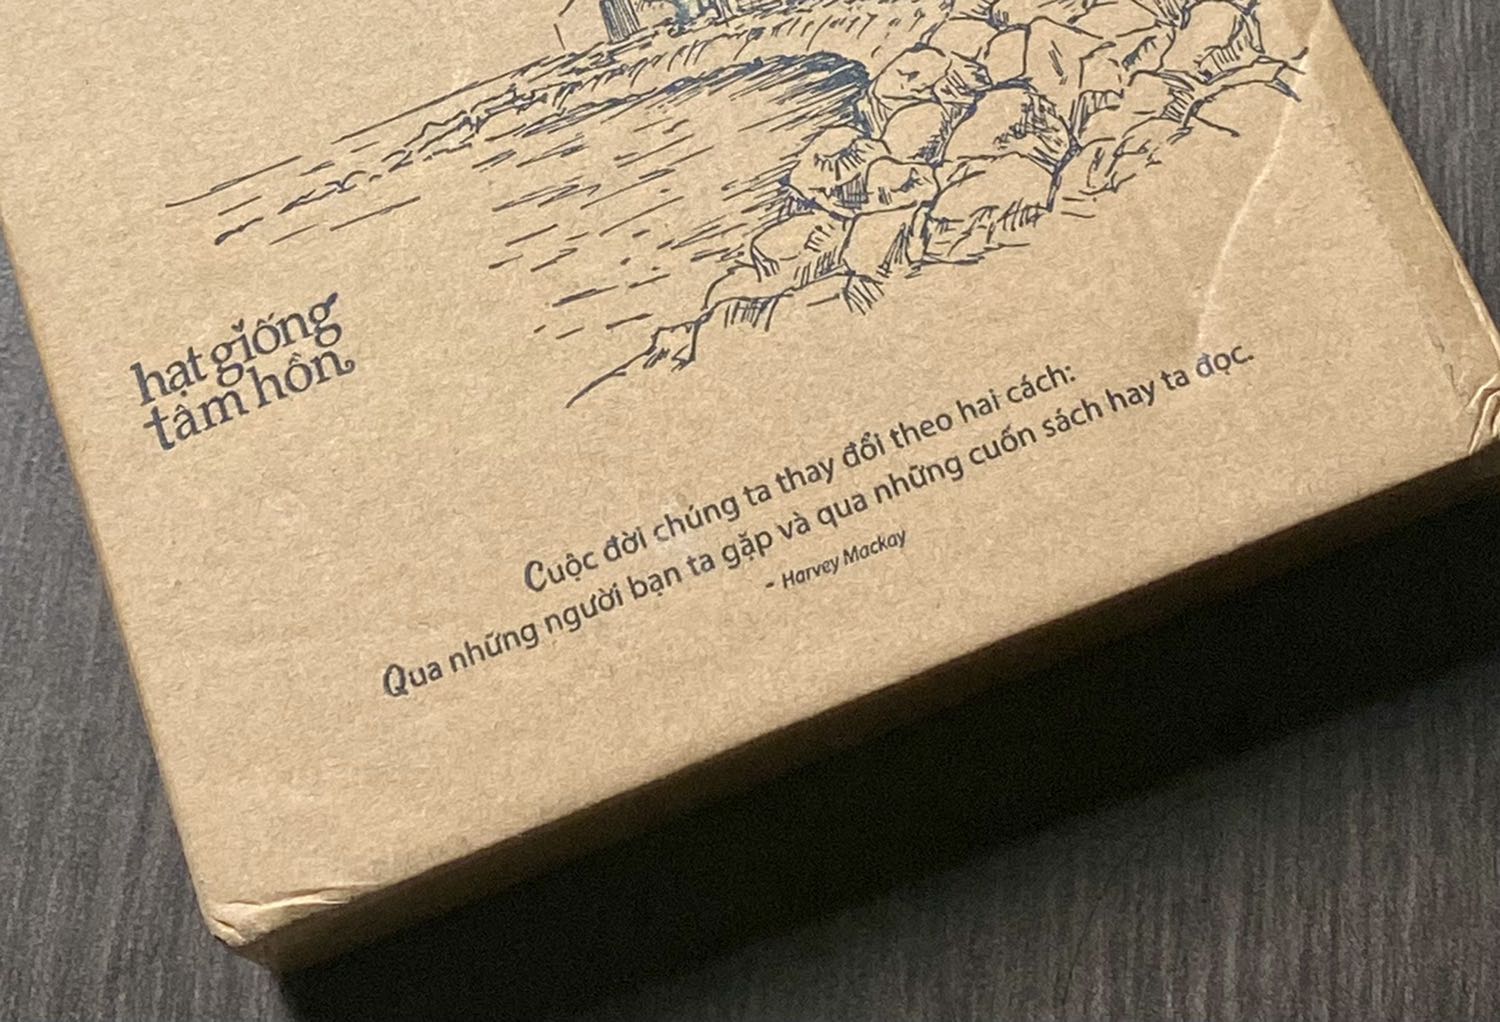 hạt giống
tâm hồn
Cuộc đời chúng ta thay đổi theo hai cách:
Qua những người bạn ta gặp và qua những cuốn sách hay ta đọc.
- Harvey Mackay